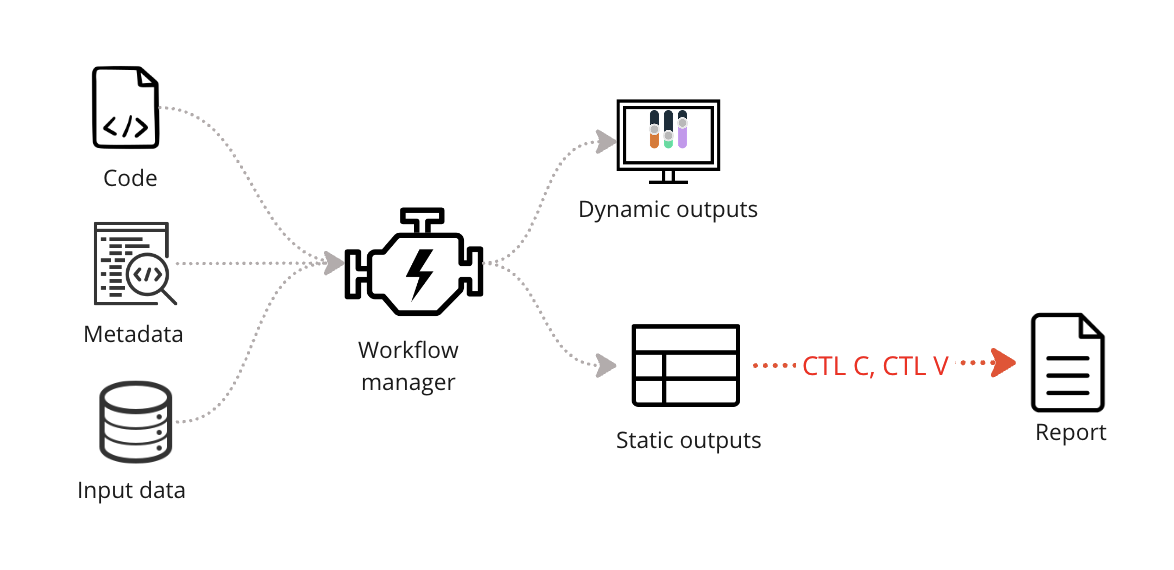 Code
Metadata
Input data
Workflow
manager
Dynamic outputs
Static outputs
CTL C, CTL V
Report